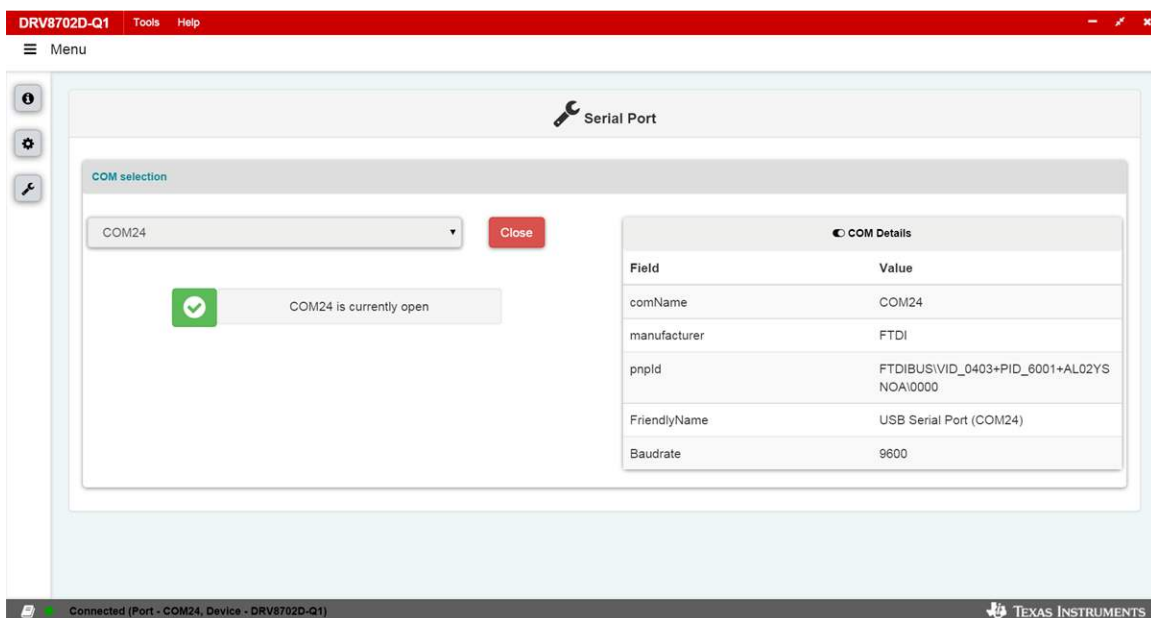 DRV8702D-Q1 Tools Help
Menu
Serial Port
COM selection
COM24
Close
COM24 is currently open
COM Details
Field Value
comName COM24
manufacturer FTDI
pnpId FTDIBUS\VID_0403+PID_6001+AL02YS
NOA\0000
FriendlyName USB Serial Port (COM24)
Baudrate 9600
Connected (Port - COM24, Device - DRV8702D-Q1)
TEXAS INSTRUMENTS